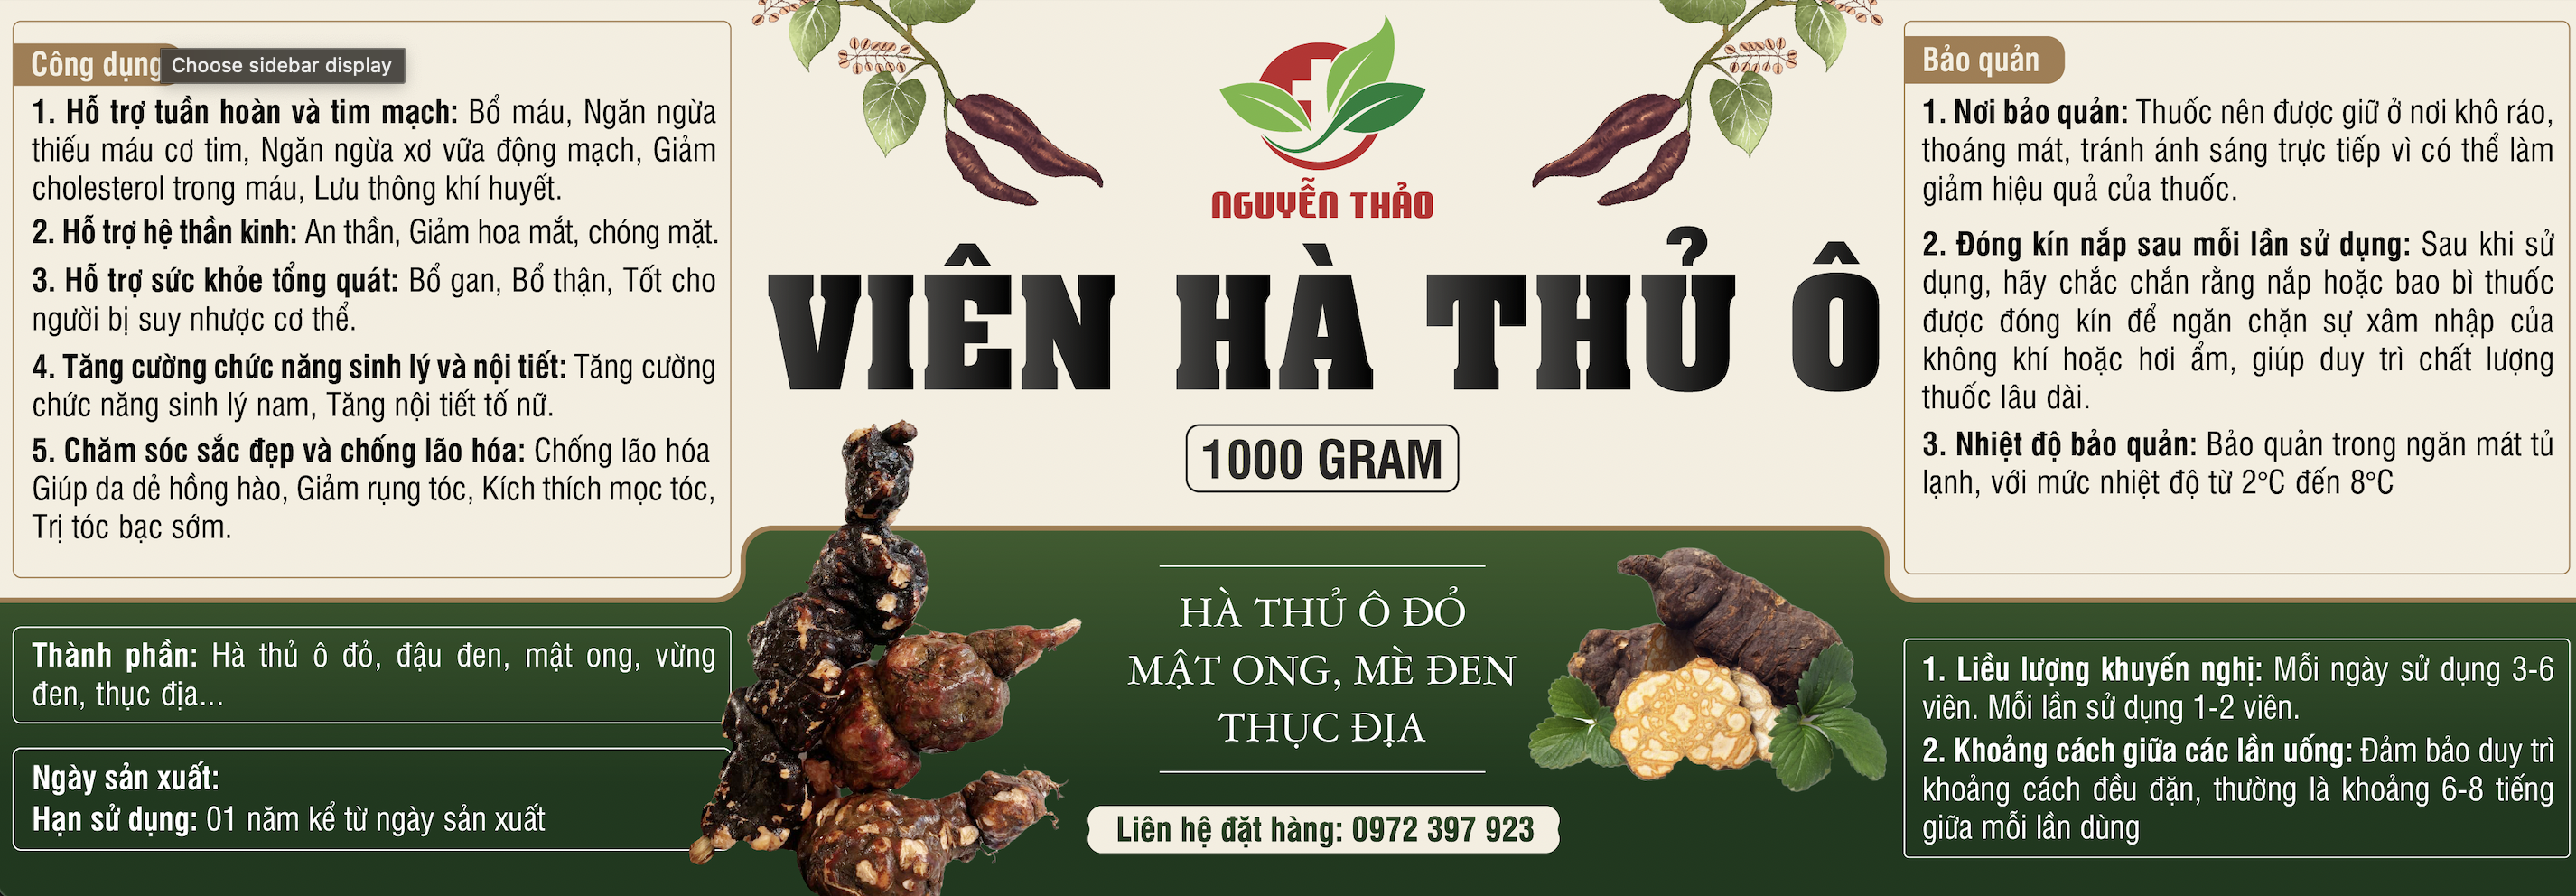 Công dụng
Choose sidebar display
1. Hỗ trợ tuần hoàn và tim mạch: Bổ máu, Ngăn ngừa
thiếu máu cơ tim, Ngăn ngừa xơ vữa động mạch, Giảm
cholesterol trong máu, Lưu thông khí huyết.
2. Hỗ trợ hệ thần kinh: An thần, Giảm hoa mắt, chóng mặt.
3. Hỗ trợ sức khỏe tổng quát: Bổ gan, Bổ thận, Tốt cho
người bị suy nhược cơ thể.
4. Tăng cường chức năng sinh lý và nội tiết: Tăng cường
chức năng sinh lý nam, Tăng nội tiết tố nữ.
5. Chăm sóc sắc đẹp và chống lão hóa: Chống lão hóa
Giúp da dẻ hồng hào, Giảm rụng tóc, Kích thích mọc tóc,
Trị tóc bạc sớm.
Thành phần: Hà thủ ô đỏ, đậu đen, mật ong, vừng
đen, thục địa...
Ngày sản xuất:
Hạn sử dụng: 01 năm kể từ ngày sản xuất
NGUYỄN THẢO
VIÊN HÀ THỦ Ô
1000 GRAM
HÀ THỦ Ô ĐỎ
MẬT ONG, MÈ ĐEN
THỤC ĐỊA
Liên hệ đặt hàng: 0972 397 923
Bảo quản
1. Nơi bảo quản: Thuốc nên được giữ ở nơi khô ráo,
thoáng mát, tránh ánh sáng trực tiếp vì có thể làm
giảm hiệu quả của thuốc.
2. Đóng kín nắp sau mỗi lần sử dụng: Sau khi sử
dụng, hãy chắc chắn rằng nắp hoặc bao bì thuốc
được đóng kín để ngăn chặn sự xâm nhập của
không khí hoặc hơi ẩm, giúp duy trì chất lượng
thuốc lâu dài.
3. Nhiệt độ bảo quản: Bảo quản trong ngăn mát tủ
lạnh, với mức nhiệt độ từ 2°C đến 8°C
1. Liều lượng khuyến nghị: Mỗi ngày sử dụng 3-6
viên. Mỗi lần sử dụng 1-2 viên.
2. Khoảng cách giữa các lần uống: Đảm bảo duy trì
khoảng cách đều đặn, thường là khoảng 6-8 tiếng
giữa mỗi lần dùng